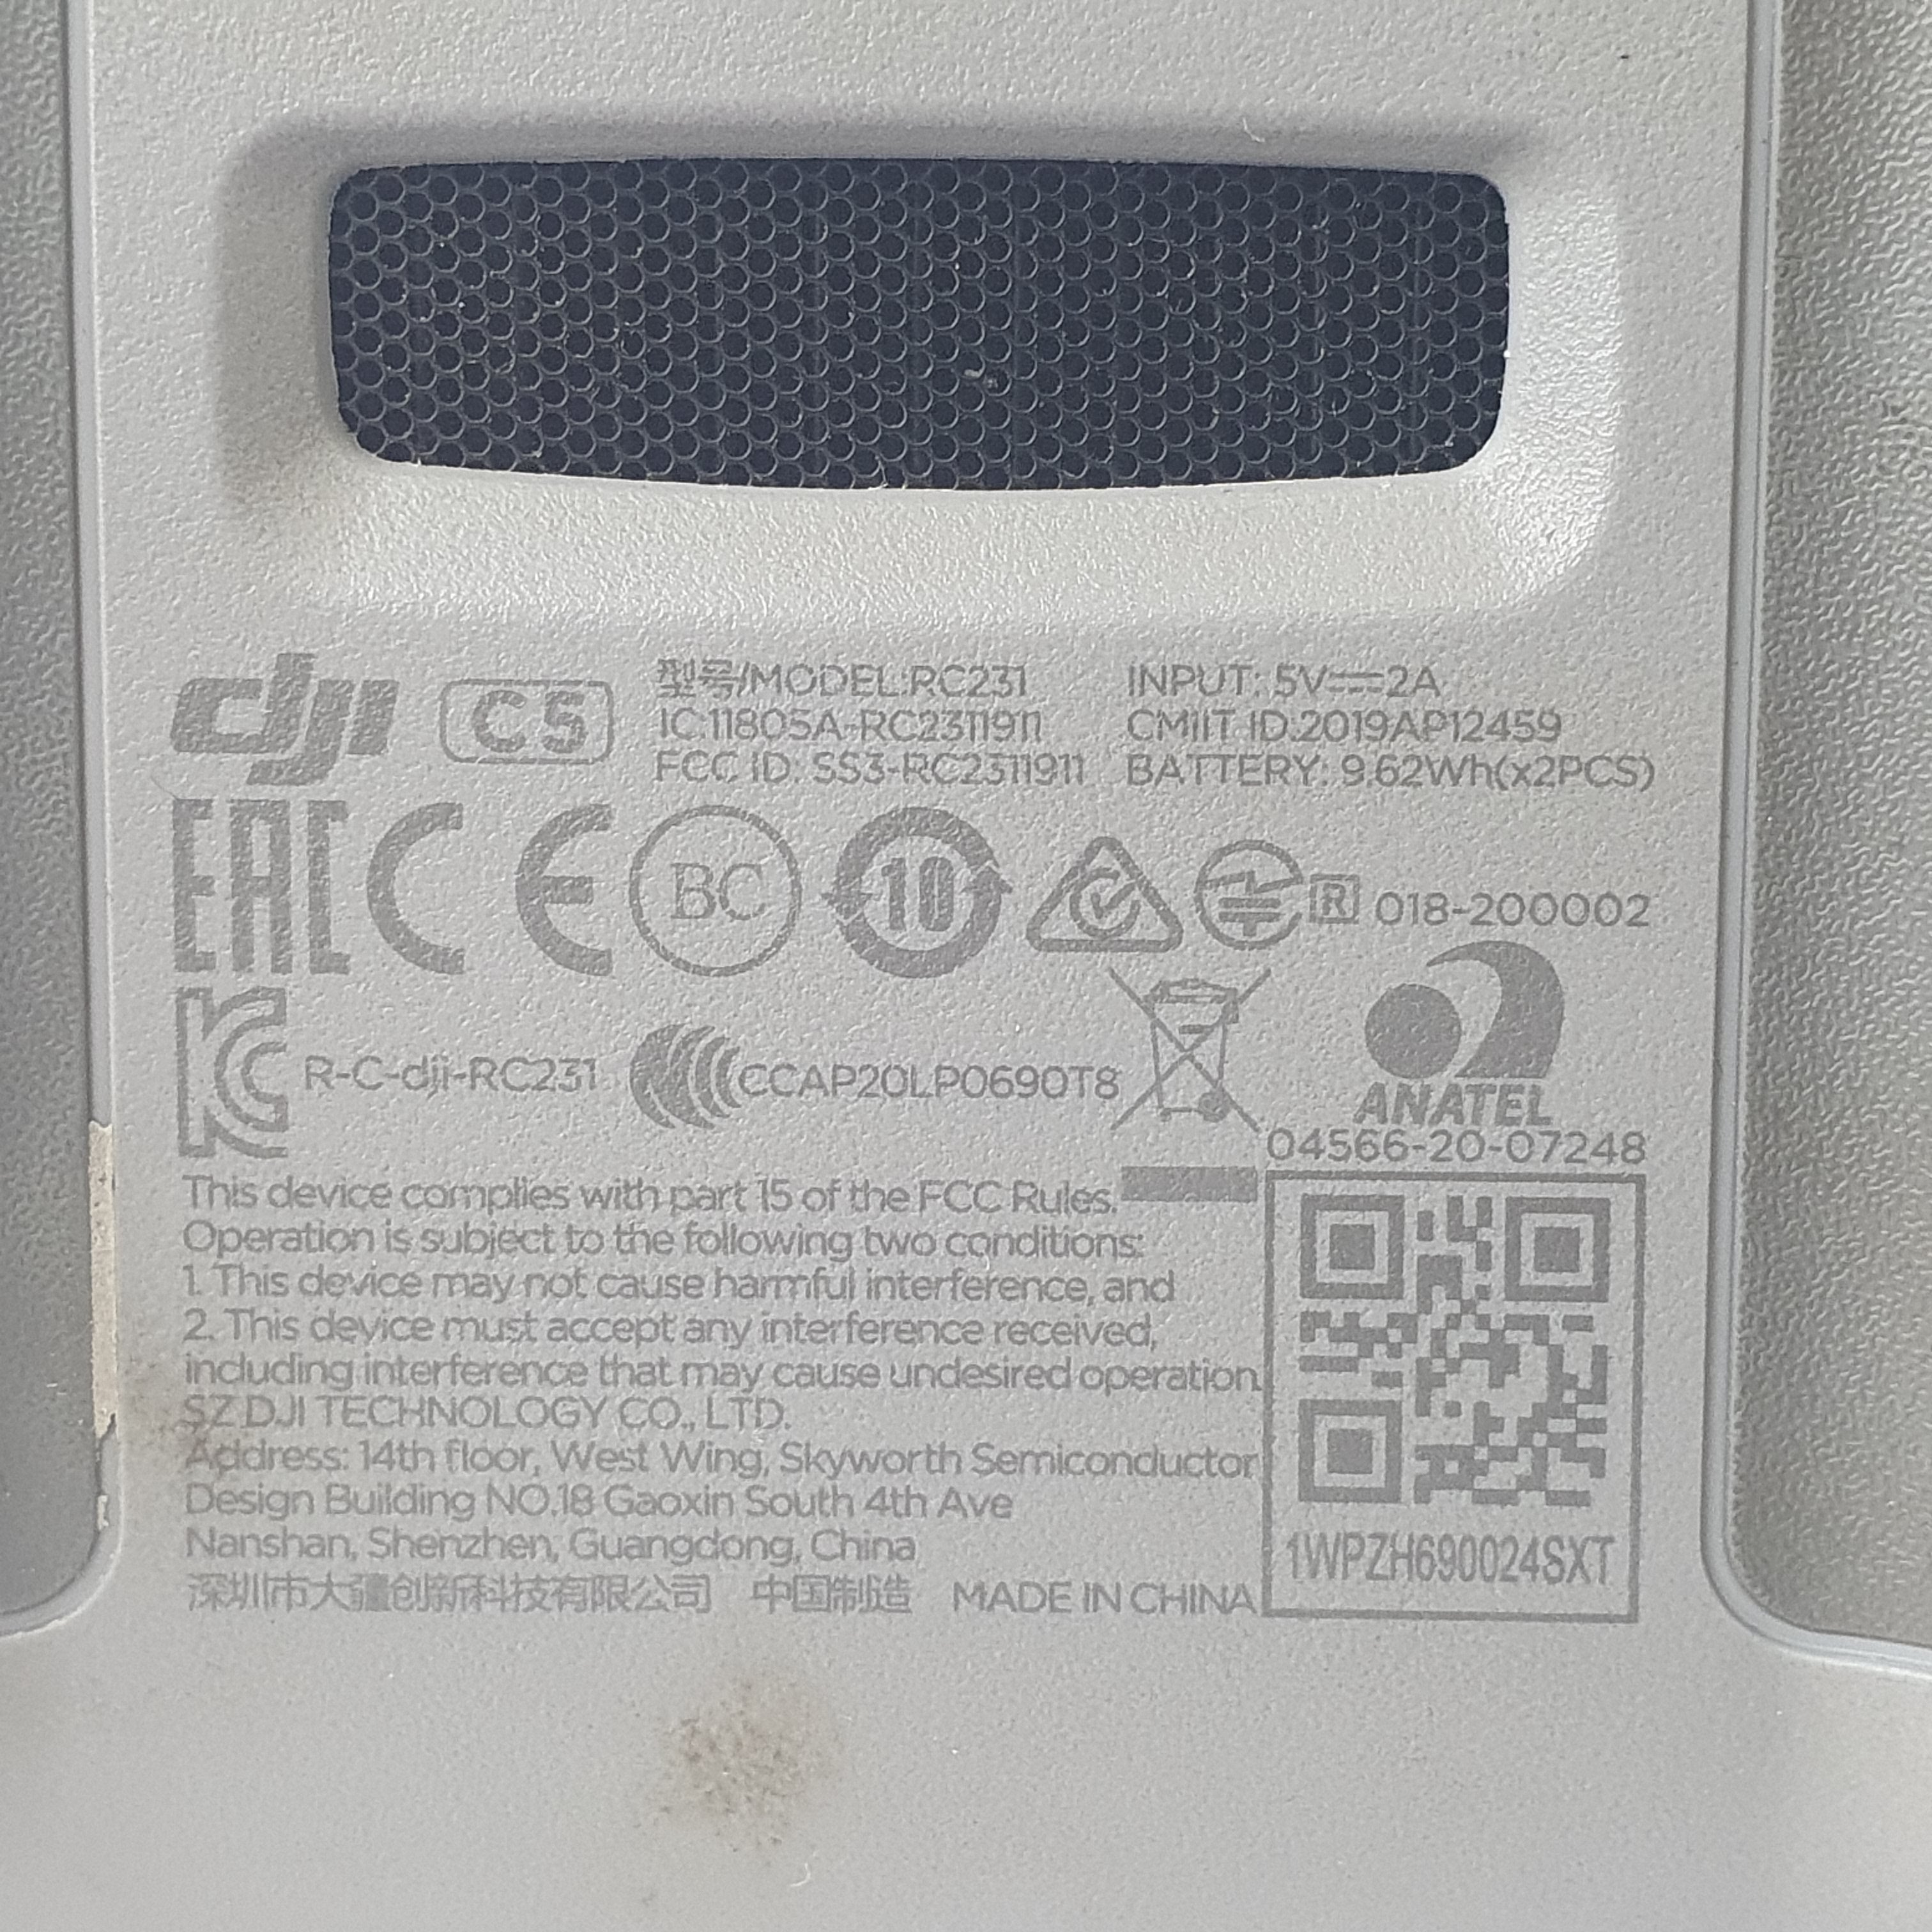 dji C5
型号/MODEL:RC231
IC:11805A-RC2311911
FCC ID: SS3-RC2311911
INPUT: 5V⎓2A
CMIIT ID:2019AP12459
BATTERY: 9.62Wh(x2PCS)
EAC CE BC 10 R 018-200002
KC R-C-dji-RC231 CCAP20LP0690T8
ANATEL
04566-20-07248
This device complies with part 15 of the FCC Rules.
Operation is subject to the following two conditions:
1. This device may not cause harmful interference, and
2. This device must accept any interference received,
including interference that may cause undesired operation.
SZ DJI TECHNOLOGY CO., LTD.
Address: 14th floor, West Wing, Skyworth Semiconductor
Design Building NO.18 Gaoxin South 4th Ave
Nanshan, Shenzhen, Guangdong, China
深圳市大疆创新科技有限公司 中国制造 MADE IN CHINA
1WPZH690024SXT